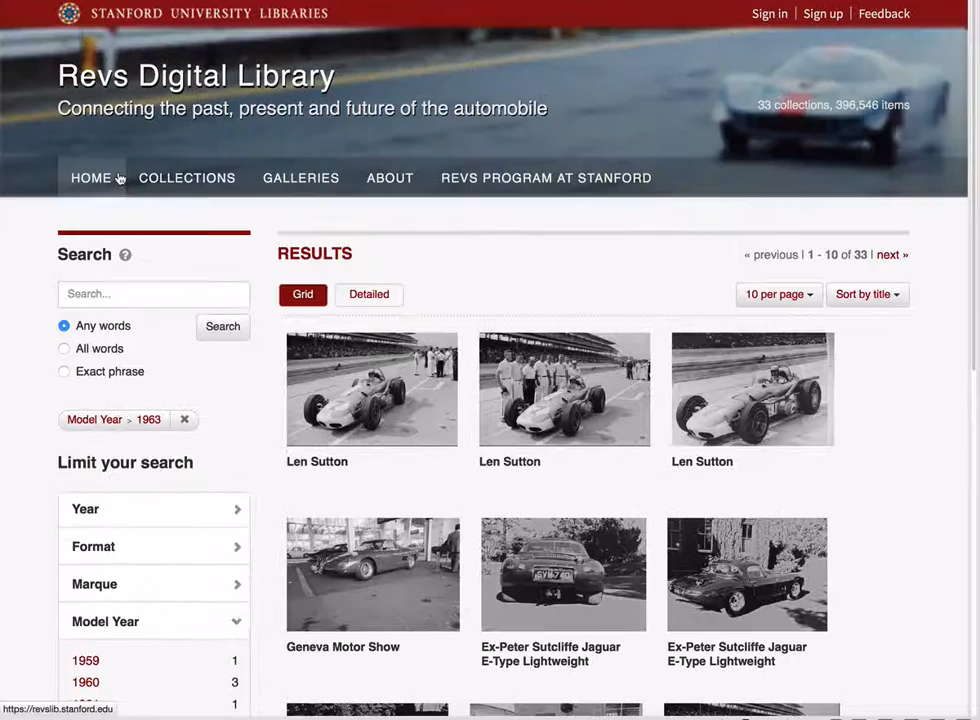 STANFORD UNIVERSITY LIBRARIES
Sign in | Sign up | Feedback
Revs Digital Library
Connecting the past, present and future of the automobile
33 collections, 396,546 items
HOME
COLLECTIONS
GALLERIES
ABOUT
REVS PROGRAM AT STANFORD
Search ?
Search...
Any words
Search
All words
Exact phrase
Model Year > 1963 ✖
Limit your search
Year
Format
Marque
Model Year
1959 1
1960 3
1
RESULTS
« previous | 1 - 10 of 33 | next »
Grid
Detailed
10 per page
Sort by title
Len Sutton
Len Sutton
Len Sutton
GVM 740
Geneva Motor Show
Ex-Peter Sutcliffe Jaguar
E-Type Lightweight
Ex-Peter Sutcliffe Jaguar
E-Type Lightweight
https://revslib.stanford.edu